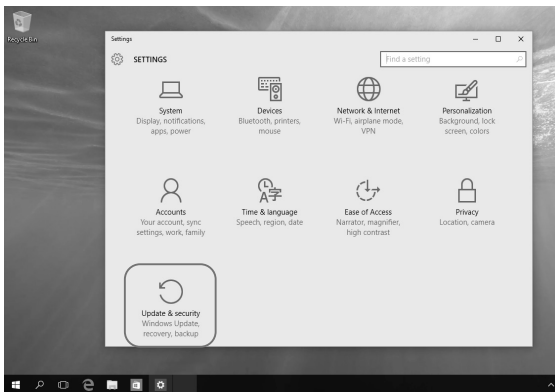 Recycle Bin
Settings
SETTINGS
Find a setting
System
Display, notifications,
apps, power
Devices
Bluetooth, printers,
mouse
Network & Internet
Wi-Fi, airplane mode,
VPN
Personalization
Background, lock
screen, colors
Accounts
Your account, sync
settings, work, family
Time & language
Speech, region, date
Ease of Access
Narrator, magnifier,
high contrast
Privacy
Location, camera
Update & security
Windows Update,
recovery, backup